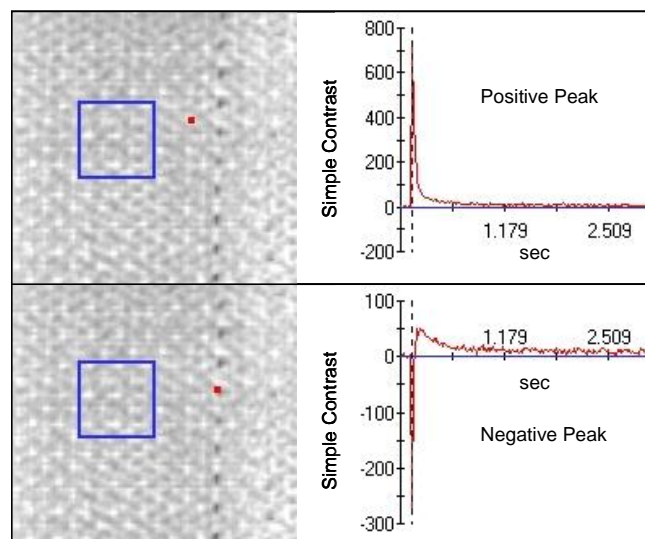 800
600
400
200
0
-200
Simple Contrast
Positive Peak
1.179
2.509
sec
100
0
-100
-200
-300
Simple Contrast
1.179
2.509
sec
Negative Peak